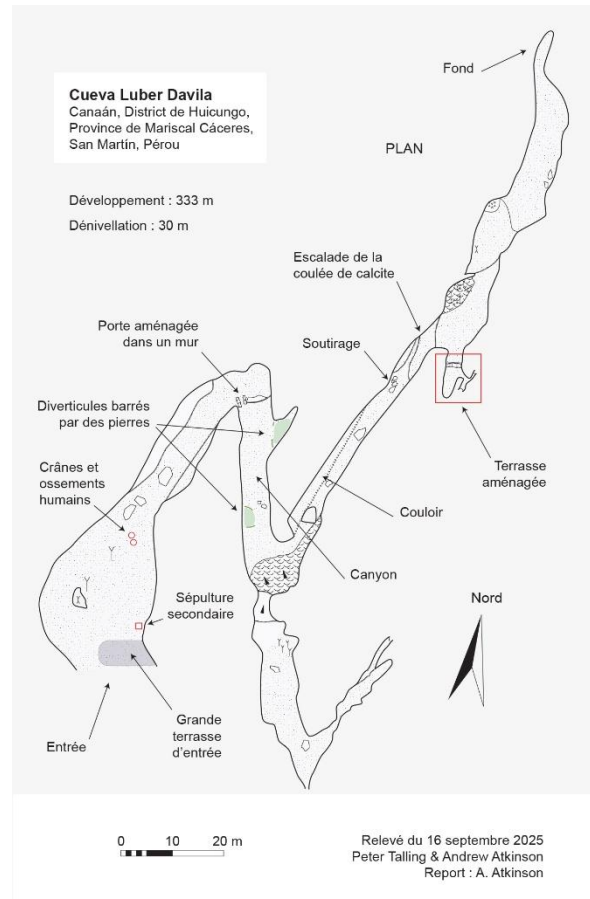 Cueva Luber Davila
Canaán, District de Huicungo,
Province de Mariscal Cáceres,
San Martín, Pérou
Développement : 333 m
Dénivellation : 30 m
Fond
PLAN
Escalade de la
coulée de calcite
Porte aménagée
dans un mur
Soutirage
Diverticules barrés
par des pierres
Crânes et
ossements
humains
Terrasse
aménagée
Couloir
Canyon
Sépulture
secondaire
Nord
Grande
terrasse
d'entrée
Entrée
0 10 20 m
Relevé du 16 septembre 2025
Peter Talling & Andrew Atkinson
Report : A. Atkinson